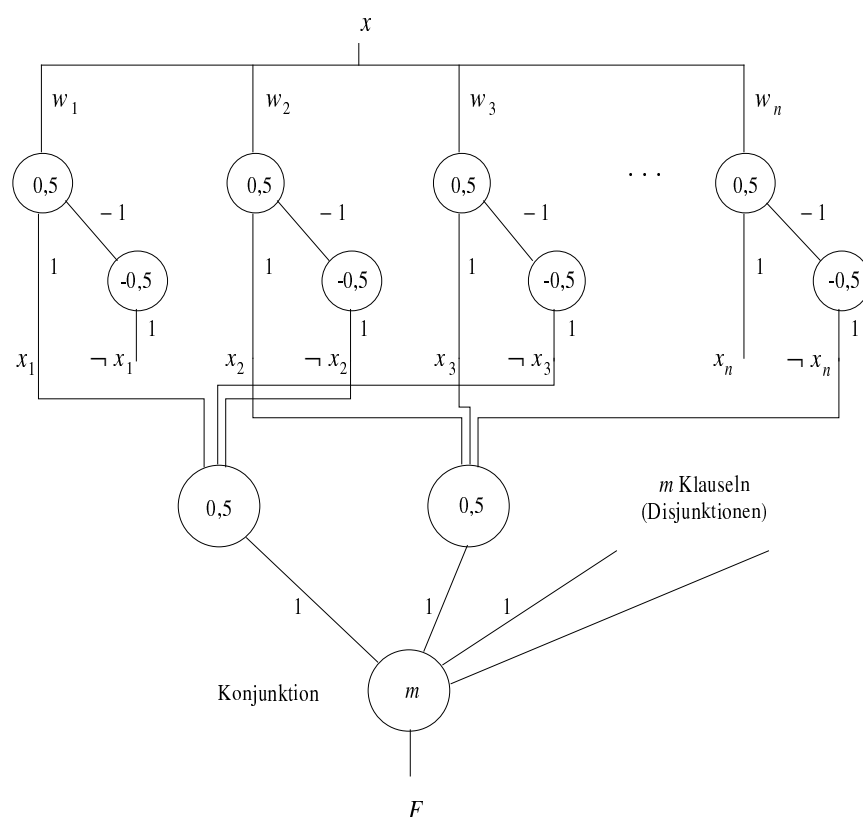 x
w₁ w₂ w₃ wₙ
0,5 0,5 0,5 . . . 0,5
– 1 – 1 – 1 – 1
1 1 1 1
-0,5 -0,5 -0,5 -0,5
1 1 1 1
x₁ ¬ x₁ x₂ ¬ x₂ x₃ ¬ x₃ xₙ ¬ xₙ
0,5 0,5
m Klauseln
(Disjunktionen)
1 1 1
Konjunktion m
F